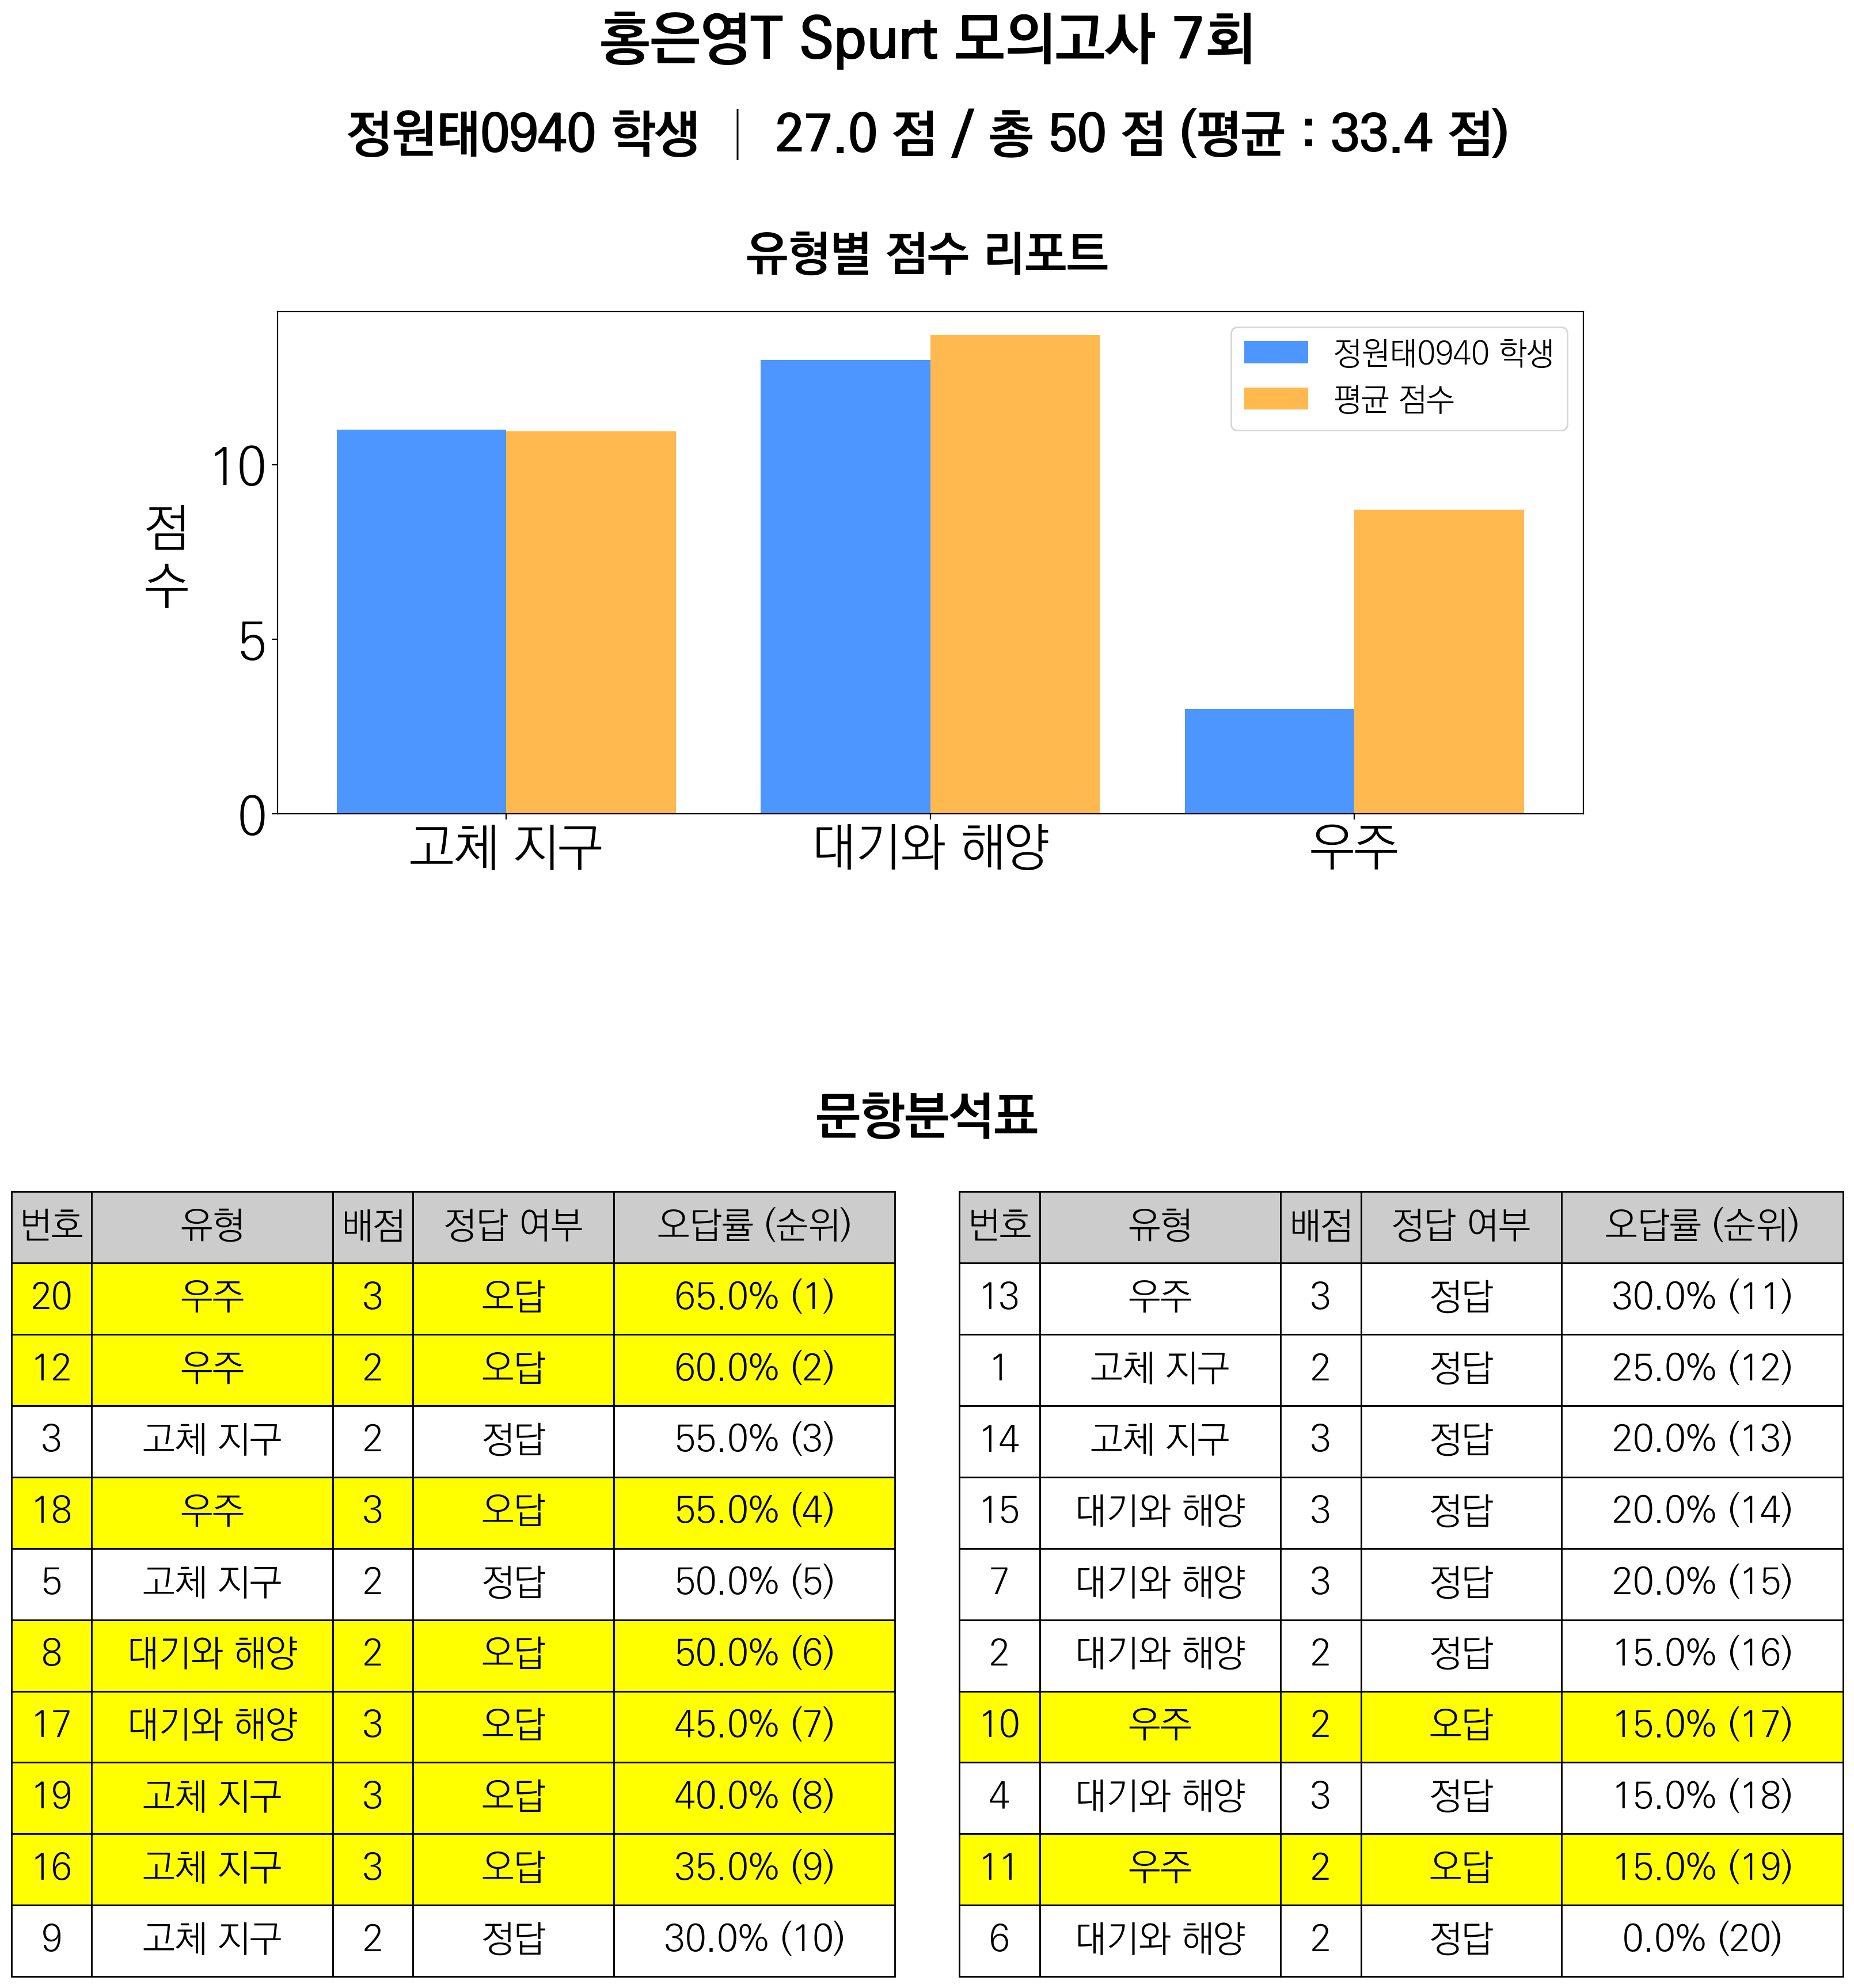 홍은영T Spurt 모의고사 7회
정원태0940 학생 | 27.0 점 / 총 50 점 (평균 : 33.4 점)
유형별 점수 리포트
정원태0940 학생
평균 점수
점
수
10
5
0
고체 지구 대기와 해양 우주
문항분석표
번호 유형 배점 정답 여부 오답률 (순위)
20 우주 3 오답 65.0% (1)
12 우주 2 오답 60.0% (2)
3 고체 지구 2 정답 55.0% (3)
18 우주 3 오답 55.0% (4)
5 고체 지구 2 정답 50.0% (5)
8 대기와 해양 2 오답 50.0% (6)
17 대기와 해양 3 오답 45.0% (7)
19 고체 지구 3 오답 40.0% (8)
16 고체 지구 3 오답 35.0% (9)
9 고체 지구 2 정답 30.0% (10)
번호 유형 배점 정답 여부 오답률 (순위)
13 우주 3 정답 30.0% (11)
1 고체 지구 2 정답 25.0% (12)
14 고체 지구 3 정답 20.0% (13)
15 대기와 해양 3 정답 20.0% (14)
7 대기와 해양 3 정답 20.0% (15)
2 대기와 해양 2 정답 15.0% (16)
10 우주 2 오답 15.0% (17)
4 대기와 해양 3 정답 15.0% (18)
11 우주 2 오답 15.0% (19)
6 대기와 해양 2 정답 0.0% (20)